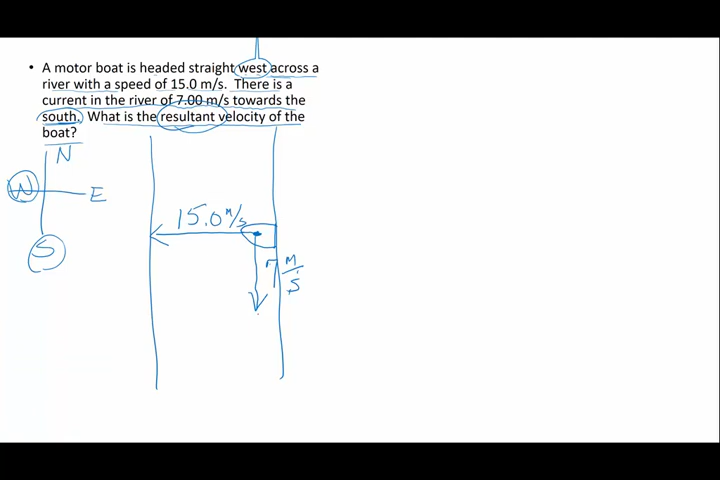 • A motor boat is headed straight west across a
river with a speed of 15.0 m/s. There is a
current in the river of 7.00 m/s towards the
south. What is the resultant velocity of the
boat?
N
W E
S
15.0 m/s
7 m/s